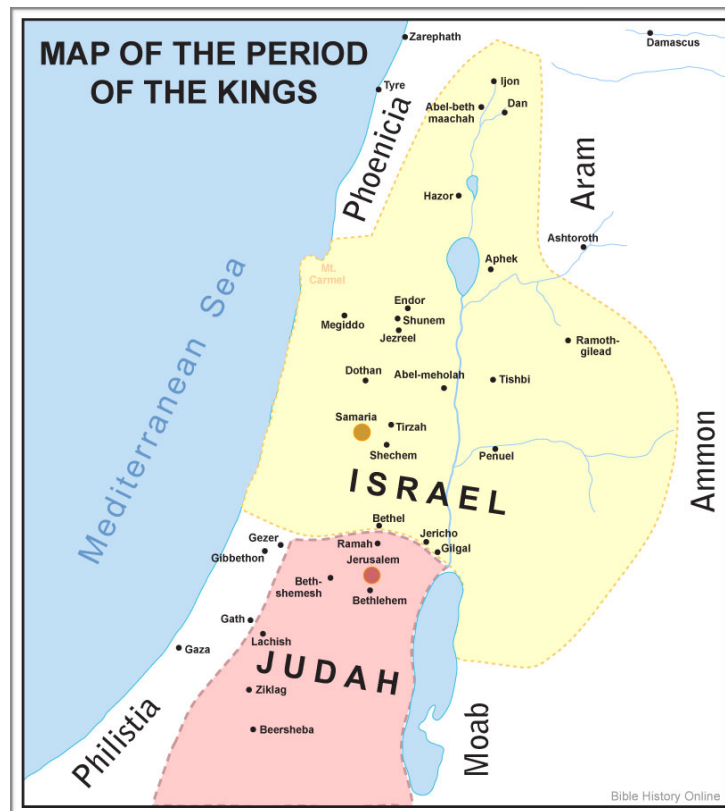 MAP OF THE PERIOD
OF THE KINGS
Zarephath
Damascus
Tyre
Ijon
Abel-beth
maachah
Dan
Phoenicia
Aram
Hazor
Ashtoroth
Aphek
Mt.
Carmel
Mediterranean Sea
Endor
Megiddo
Shunem
Jezreel
Ramoth-
gilead
Dothan
Abel-meholah
Tishbi
Samaria
Tirzah
Shechem
Penuel
Ammon
ISRAEL
Bethel
Gezer
Ramah
Jericho
Gibbethon
Gilgal
Jerusalem
Beth-
shemesh
Bethlehem
Gath
Lachish
Gaza
JUDAH
Ziklag
Philistia
Moab
Beersheba
Bible History Online